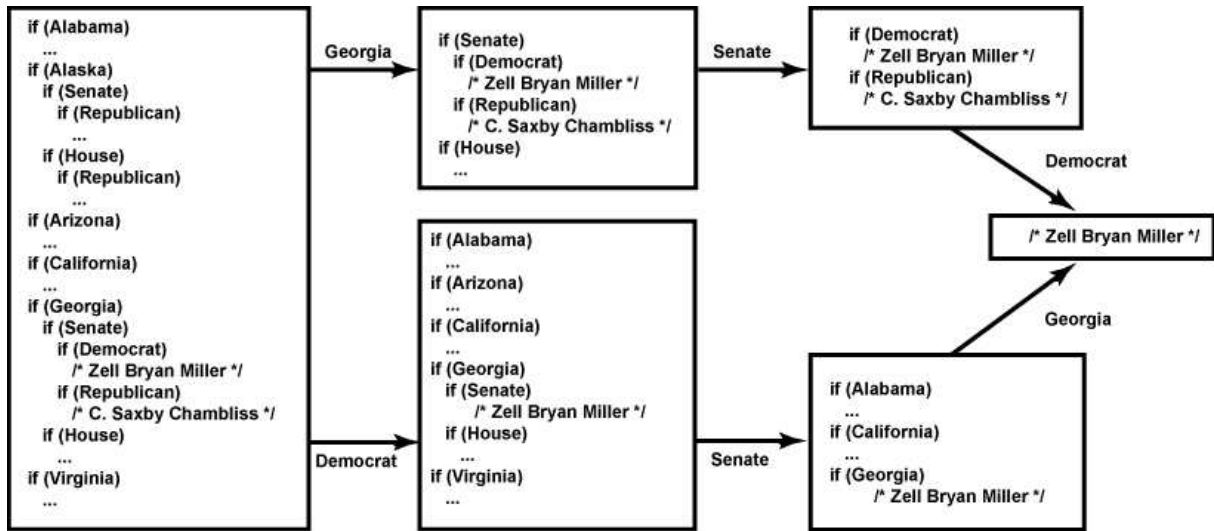 if (Alabama)
...
if (Alaska)
if (Senate)
if (Republican)
...
if (House)
if (Republican)
...
if (Arizona)
...
if (California)
...
if (Georgia)
if (Senate)
if (Democrat)
/* Zell Bryan Miller */
if (Republican)
/* C. Saxby Chambliss */
if (House)
...
if (Virginia)
...
Georgia
if (Senate)
if (Democrat)
/* Zell Bryan Miller */
if (Republican)
/* C. Saxby Chambliss */
if (House)
...
Senate
if (Democrat)
/* Zell Bryan Miller */
if (Republican)
/* C. Saxby Chambliss */
Democrat
/* Zell Bryan Miller */
Democrat
if (Alabama)
...
if (Arizona)
...
if (California)
...
if (Georgia)
if (Senate)
/* Zell Bryan Miller */
if (House)
...
if (Virginia)
...
Senate
if (Alabama)
...
if (California)
...
if (Georgia)
/* Zell Bryan Miller */
Georgia